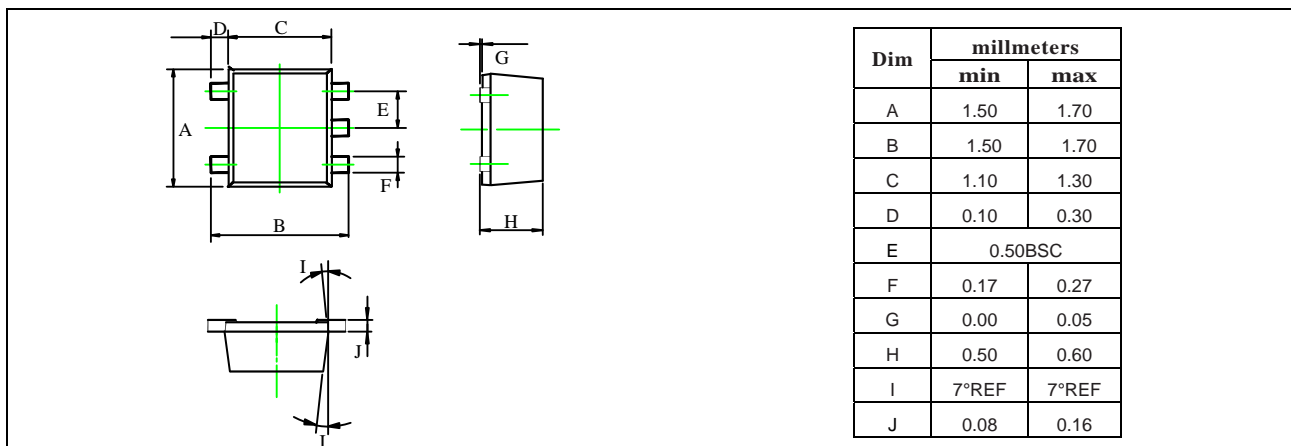 D C
G
E
A
F
B
H
I
J
I
Dim millmeters
min max
A 1.50 1.70
B 1.50 1.70
C 1.10 1.30
D 0.10 0.30
E 0.50BSC
F 0.17 0.27
G 0.00 0.05
H 0.50 0.60
I 7°REF 7°REF
J 0.08 0.16